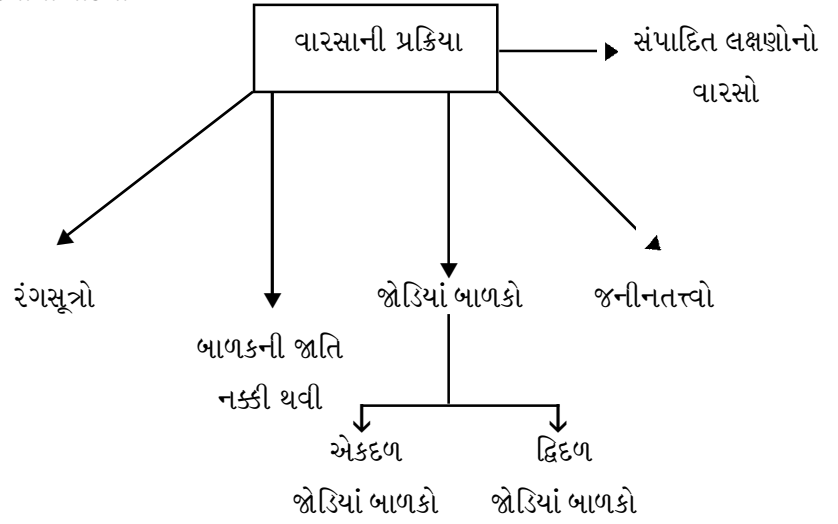 વારસાની પ્રક્રિયા
સંપાદિત લક્ષણોનો
વારસો
રંગસૂત્રો
બાળકની જાતિ
નક્કી થવી
જોડિયાં બાળકો
જનીનતત્ત્વો
એકદળ
જોડિયાં બાળકો
દ્વિદળ
જોડિયાં બાળકો